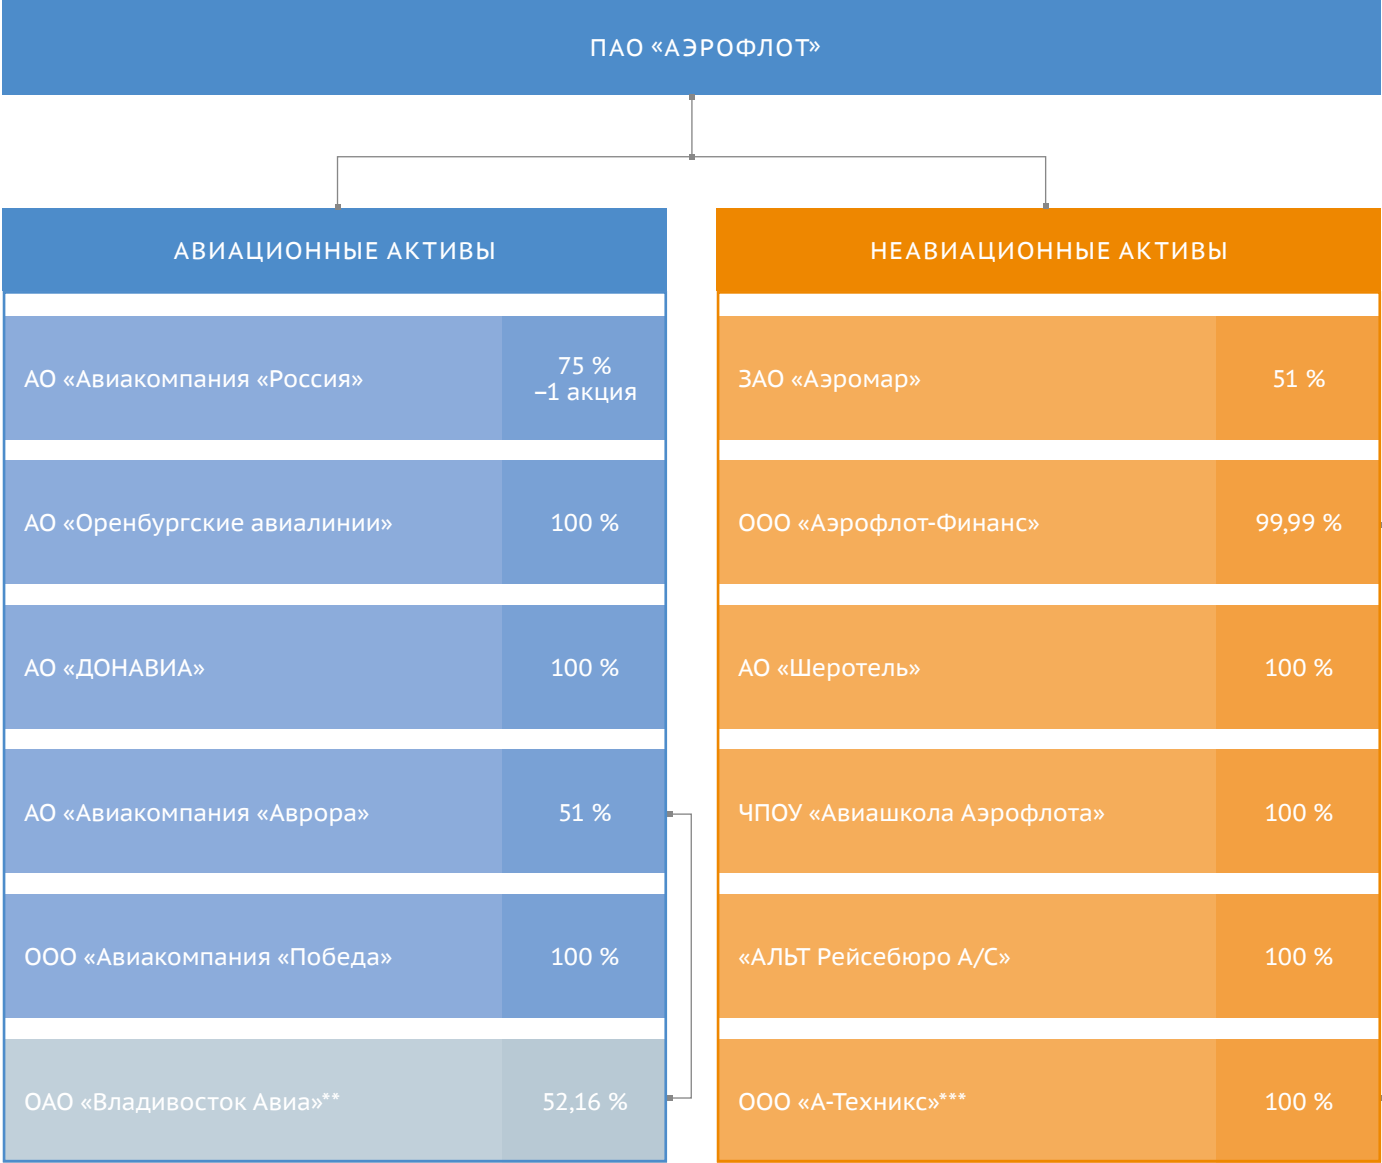 ПАО «АЭРОФЛОТ»
АВИАЦИОННЫЕ АКТИВЫ
АО «Авиакомпания «Россия»
75 %
–1 акция
АО «Оренбургские авиалинии»
100 %
АО «ДОНАВИА»
100 %
АО «Авиакомпания «Аврора»
51 %
ООО «Авиакомпания «Победа»
100 %
ОАО «Владивосток Авиа»**
52,16 %
НЕАВИАЦИОННЫЕ АКТИВЫ
ЗАО «Аэромар»
51 %
ООО «Аэрофлот-Финанс»
99,99 %
АО «Шеротель»
100 %
ЧПОУ «Авиашкола Аэрофлота»
100 %
«АЛЬТ Рейсебюро А/С»
100 %
ООО «А-Техникс»***
100 %